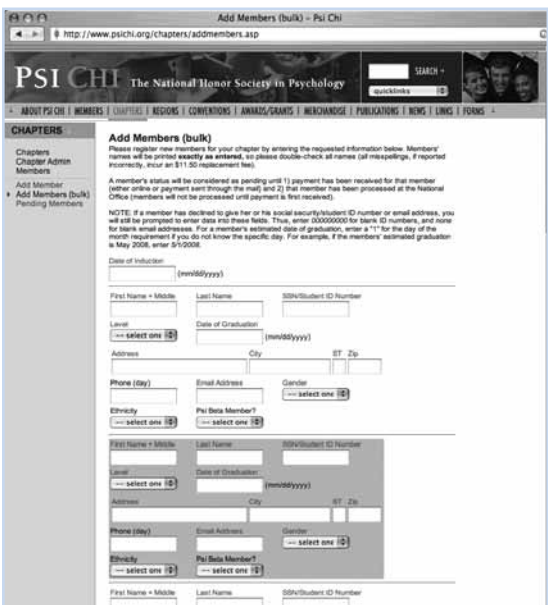 Add Members (bulk) – Psi Chi
http://www.psichi.org/chapters/addmembers.asp
PSI CHI The National Honor Society in Psychology
SEARCH
quicklinks
ABOUT PSI CHI | MEMBERS | CHAPTERS | REGIONS | CONVENTIONS | AWARDS/GRANTS | MERCHANDISE | PUBLICATIONS | NEWS | LINKS | FORMS
CHAPTERS
Chapters
Chapter Admin
Members
Add Member
Add Members (bulk)
Pending Members
Add Members (bulk)
Please register new members for your chapter by entering the requested information below. Members'
names will be printed exactly as entered, so please double-check all names (all misspellings, if reported
incorrectly, incur an $11.50 replacement fee).
A member's status will be considered as pending until 1) payment has been received for that member
(either online or payment sent through the mail) and 2) that member has been processed at the National
Office (members will not be processed until payment is first received).
NOTE: If a member has declined to give her or his social security/student ID number or email address, you
will still be prompted to enter data into these fields. Thus, enter 000000000 for blank ID numbers, and none
for blank email addresses. For a member's estimated date of graduation, enter a "1" for the day of the
month requirement if you do not know the specific day. For example, if the members' estimated graduation
is May 2008, enter 5/1/2008.
Date of Induction
(mm/dd/yyyy)
First Name + Middle Last Name SSN/Student ID Number
Level Date of Graduation
-- select one (mm/dd/yyyy)
Address City ST Zip
Phone (day) Email Address Gender
-- select one
Ethnicity Psi Beta Member?
-- select one -- select one
First Name + Middle Last Name SSN/Student ID Number
Level Date of Graduation
-- select one (mm/dd/yyyy)
Address City ST Zip
Phone (day) Email Address Gender
-- select one
Ethnicity Psi Beta Member?
-- select one -- select one
First Name + Middle Last Name SSN/Student ID Number